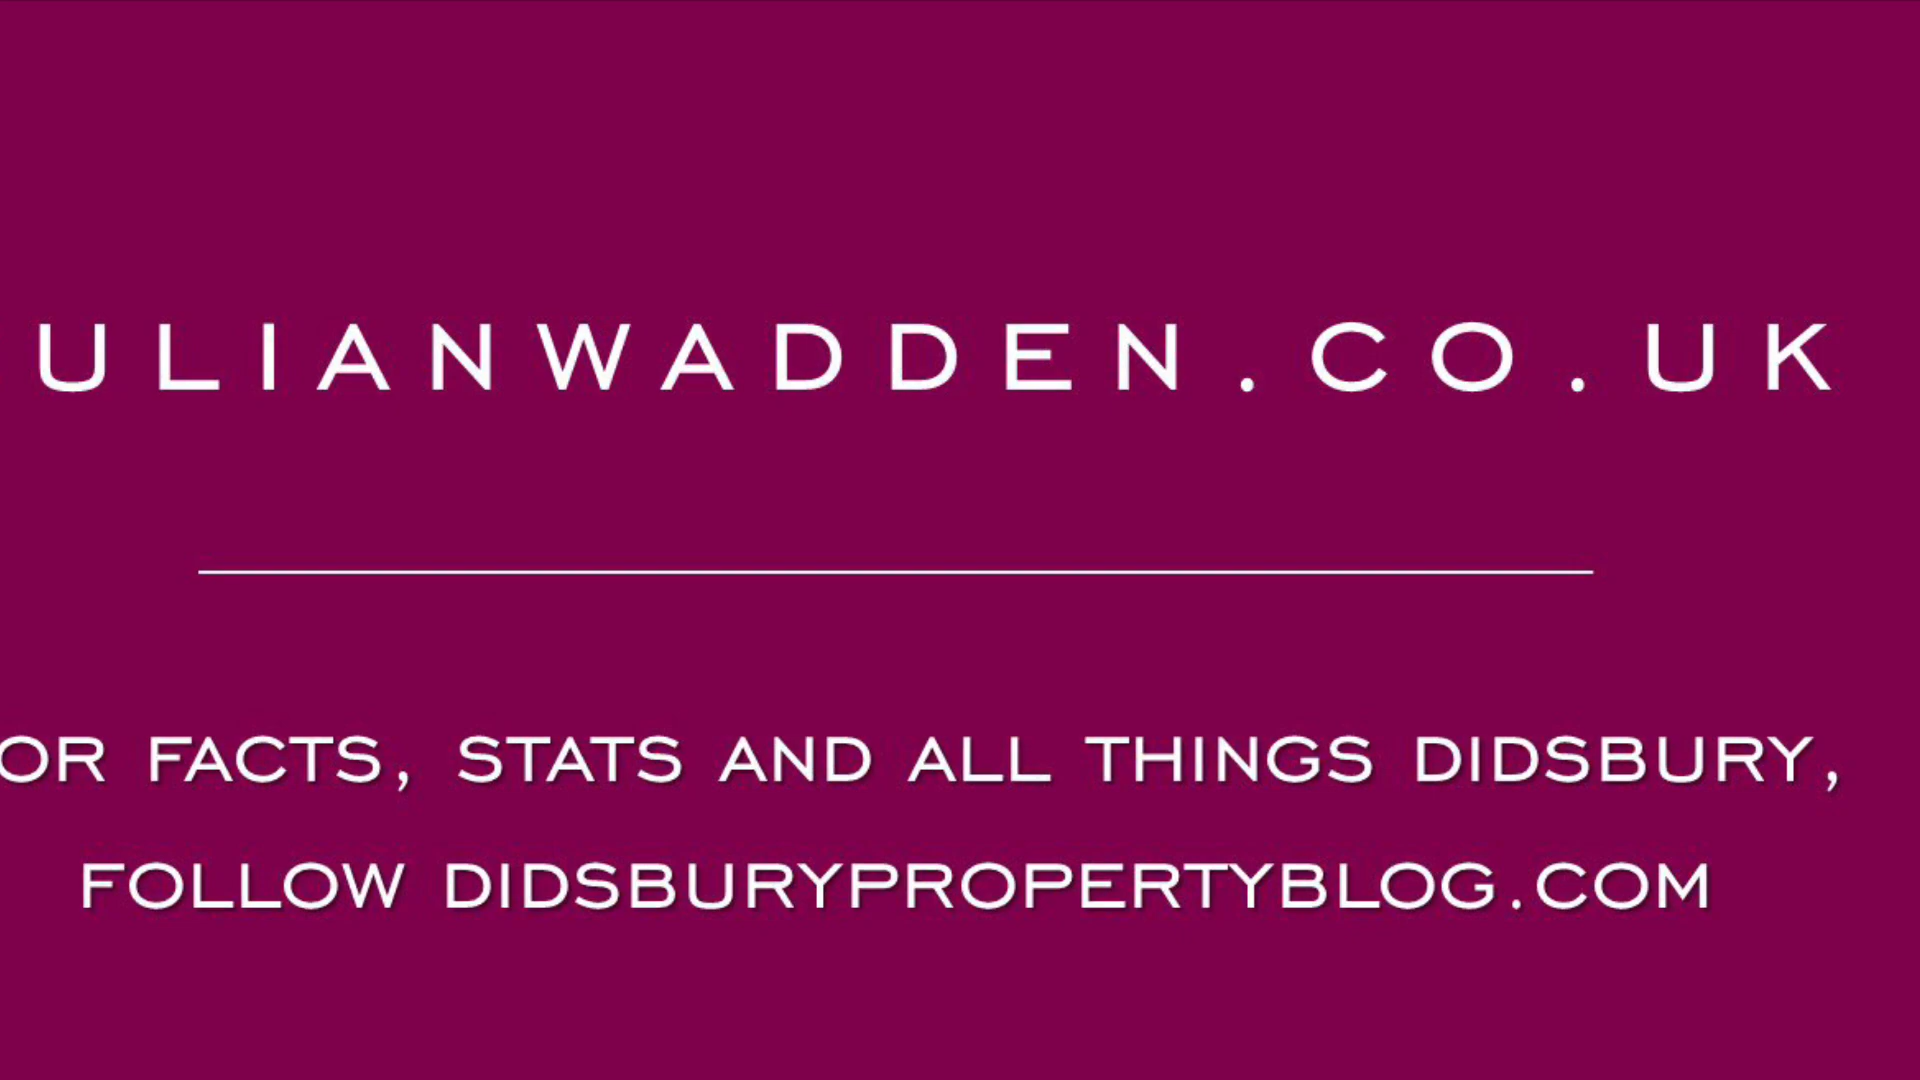 ULIANWADDEN.CO.UK
OR FACTS, STATS AND ALL THINGS DIDSBURY,
FOLLOW DIDSBURYPROPERTYBLOG.COM